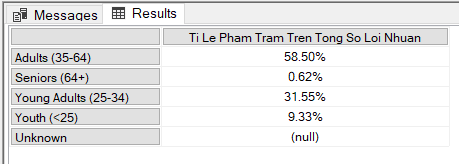 Messages Results
Ti Le Pham Tram Tren Tong So Loi Nhuan
Adults (35-64) 58.50%
Seniors (64+) 0.62%
Young Adults (25-34) 31.55%
Youth (<25) 9.33%
Unknown (null)